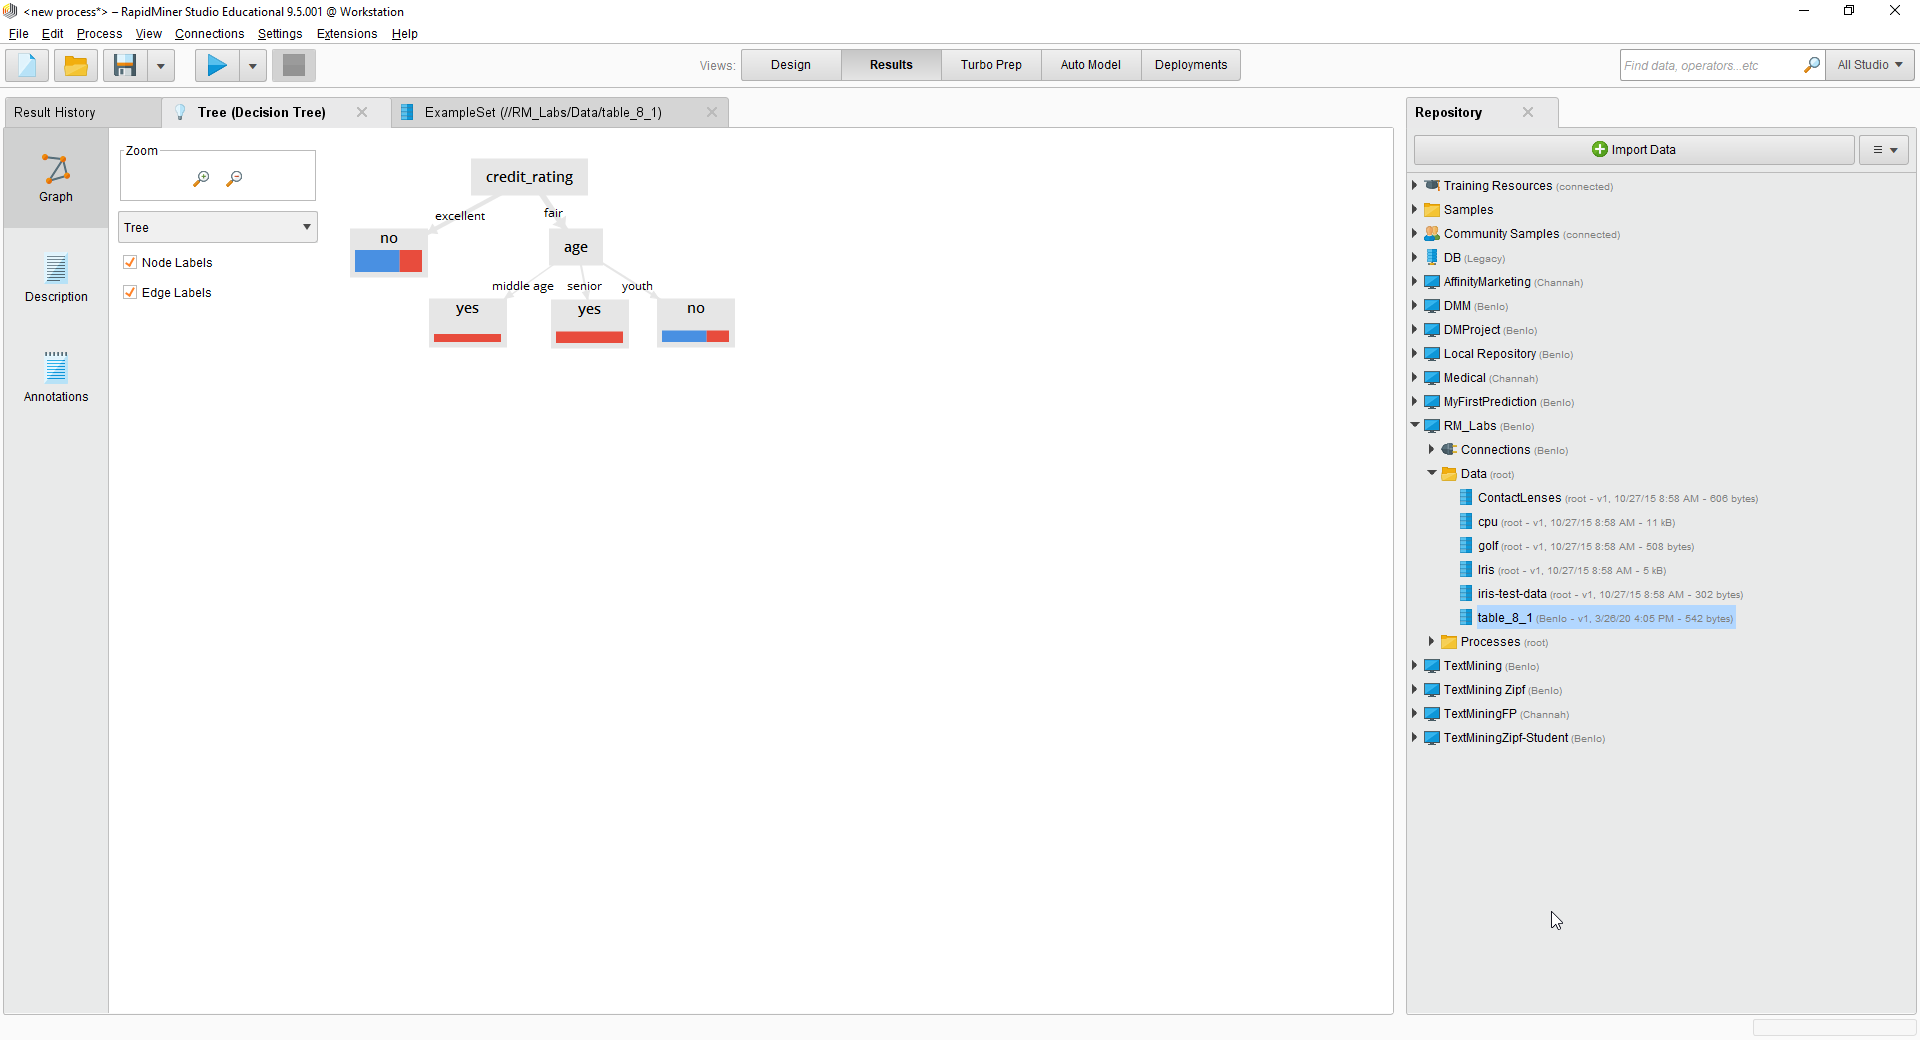 <new process*> – RapidMiner Studio Educational 9.5.001 @ Workstation
File Edit Process View Connections Settings Extensions Help
Views: Design Results Turbo Prep Auto Model Deployments
Find data, operators...etc
All Studio
Result History
Tree (Decision Tree)
ExampleSet (//RM_Labs/Data/table_8_1)
Graph
Description
Annotations
Zoom
Tree
Node Labels
Edge Labels
credit_rating
excellent fair
no
age
middle age senior youth
yes yes no
Repository
Import Data
Training Resources (connected)
Samples
Community Samples (connected)
DB (Legacy)
AffinityMarketing (Channah)
DMM (Benlo)
DMProject (Benlo)
Local Repository (Benlo)
Medical (Channah)
MyFirstPrediction (Benlo)
RM_Labs (Benlo)
Connections (Benlo)
Data (root)
ContactLenses (root - v1, 10/27/15 8:58 AM - 606 bytes)
cpu (root - v1, 10/27/15 8:58 AM - 11 kB)
golf (root - v1, 10/27/15 8:58 AM - 508 bytes)
Iris (root - v1, 10/27/15 8:58 AM - 5 kB)
iris-test-data (root - v1, 10/27/15 8:58 AM - 302 bytes)
table_8_1 (Benlo - v1, 3/26/20 4:05 PM - 542 bytes)
Processes (root)
TextMining (Benlo)
TextMining Zipf (Benlo)
TextMiningFP (Channah)
TextMiningZipf-Student (Benlo)